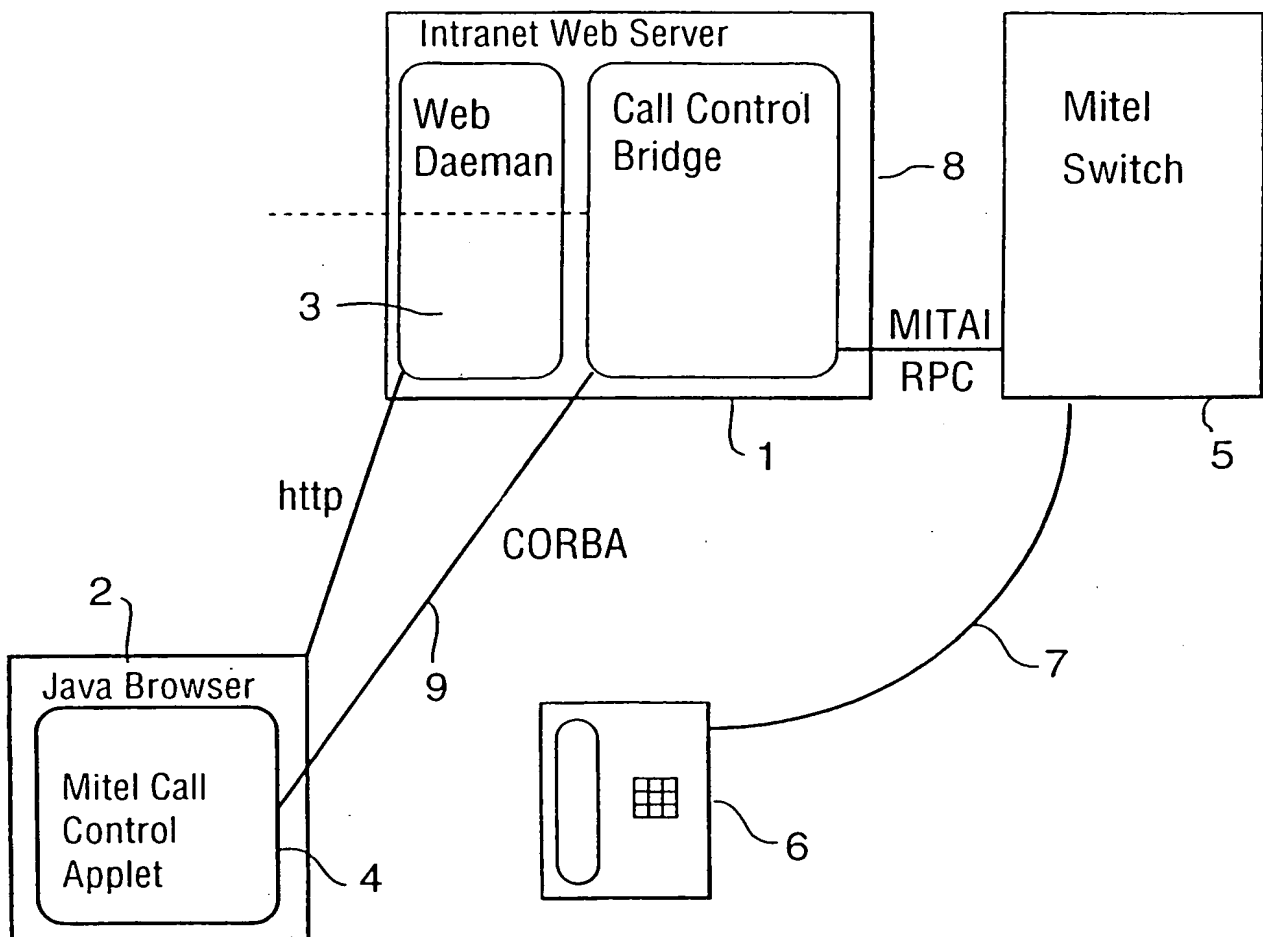 Intranet Web Server
Web
Daeman
Call Control
Bridge
Mitel
Switch
8
3
MITAI
RPC
1
5
http
CORBA
2
9
7
Java Browser
Mitel Call
Control
Applet
4
6